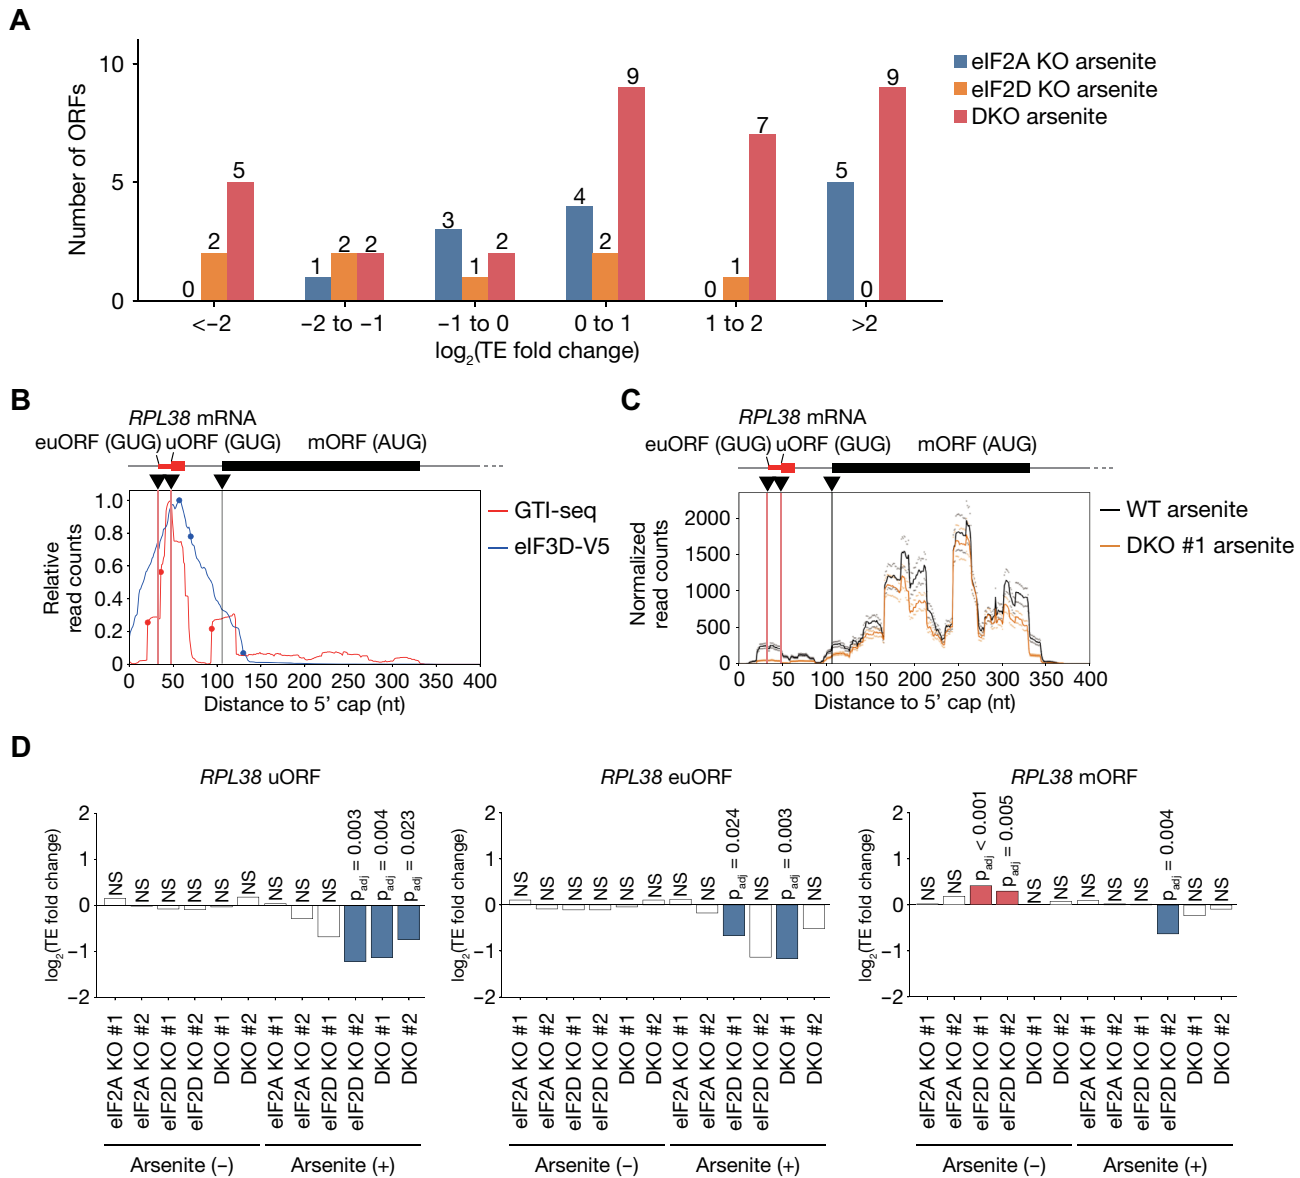 A
Number of ORFs
10
5
0
0
2
5
1
2
2
3
1
2
4
2
9
0
1
7
5
0
9
<−2
−2 to −1
−1 to 0
0 to 1
1 to 2
>2
log2(TE fold change)
eIF2A KO arsenite
eIF2D KO arsenite
DKO arsenite
B
RPL38 mRNA
euORF (GUG) uORF (GUG) mORF (AUG)
Relative read counts
1.0
0.8
0.6
0.4
0.2
0
0 50 100 150 200 250 300 350 400
Distance to 5’ cap (nt)
GTI-seq
eIF3D-V5
C
RPL38 mRNA
euORF (GUG) uORF (GUG) mORF (AUG)
Normalized read counts
2000
1500
1000
500
0
0 50 100 150 200 250 300 350 400
Distance to 5’ cap (nt)
WT arsenite
DKO #1 arsenite
D
RPL38 uORF
log2(TE fold change)
2
1
0
−1
−2
NS
NS
NS
NS
NS
NS
NS
NS
NS
padj = 0.003
padj = 0.004
padj = 0.023
eIF2A KO #1
eIF2A KO #2
eIF2D KO #1
eIF2D KO #2
DKO #1
DKO #2
eIF2A KO #1
eIF2A KO #2
eIF2D KO #1
eIF2D KO #2
DKO #1
DKO #2
Arsenite (−)
Arsenite (+)
RPL38 euORF
log2(TE fold change)
2
1
0
−1
−2
NS
NS
NS
NS
NS
NS
NS
NS
padj = 0.024
NS
padj = 0.003
NS
eIF2A KO #1
eIF2A KO #2
eIF2D KO #1
eIF2D KO #2
DKO #1
DKO #2
eIF2A KO #1
eIF2A KO #2
eIF2D KO #1
eIF2D KO #2
DKO #1
DKO #2
Arsenite (−)
Arsenite (+)
RPL38 mORF
log2(TE fold change)
2
1
0
−1
−2
NS
NS
padj < 0.001
padj = 0.005
NS
NS
NS
NS
NS
padj = 0.004
NS
NS
eIF2A KO #1
eIF2A KO #2
eIF2D KO #1
eIF2D KO #2
DKO #1
DKO #2
eIF2A KO #1
eIF2A KO #2
eIF2D KO #1
eIF2D KO #2
DKO #1
DKO #2
Arsenite (−)
Arsenite (+)